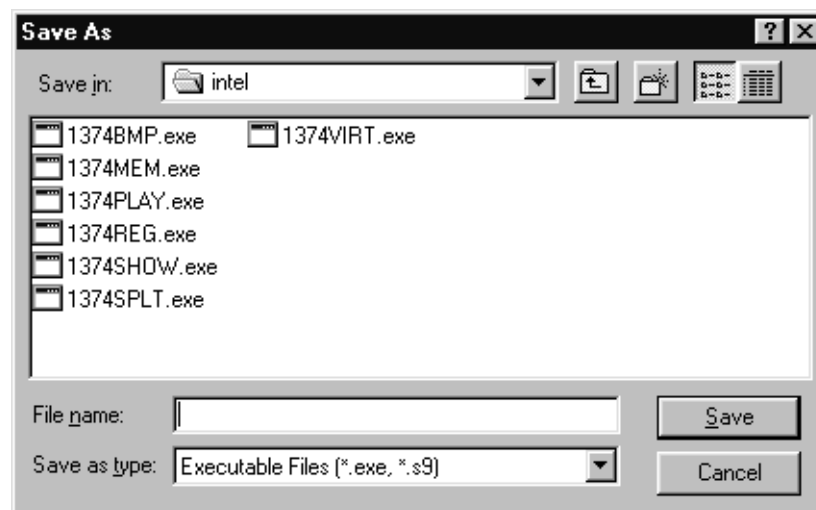 Save As
Save in: intel
1374BMP.exe 1374VIRT.exe
1374MEM.exe
1374PLAY.exe
1374REG.exe
1374SHOW.exe
1374SPLT.exe
File name: Save
Save as type: Executable Files (*.exe, *.s9) Cancel